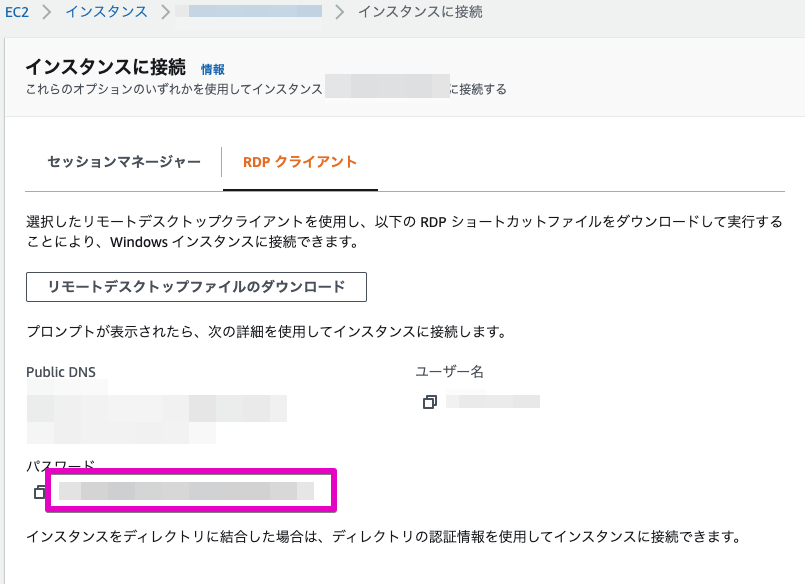 EC2 > インスタンス > > インスタンスに接続
インスタンスに接続 情報
これらのオプションのいずれかを使用してインスタンス に接続する
セッションマネージャー RDP クライアント
選択したリモートデスクトップクライアントを使用し、以下の RDP ショートカットファイルをダウンロードして実行する
ことにより、Windows インスタンスに接続できます。
リモートデスクトップファイルのダウンロード
プロンプトが表示されたら、次の詳細を使用してインスタンスに接続します。
Public DNS ユーザー名
パスワード
インスタンスをディレクトリに結合した場合は、ディレクトリの認証情報を使用してインスタンスに接続できます。